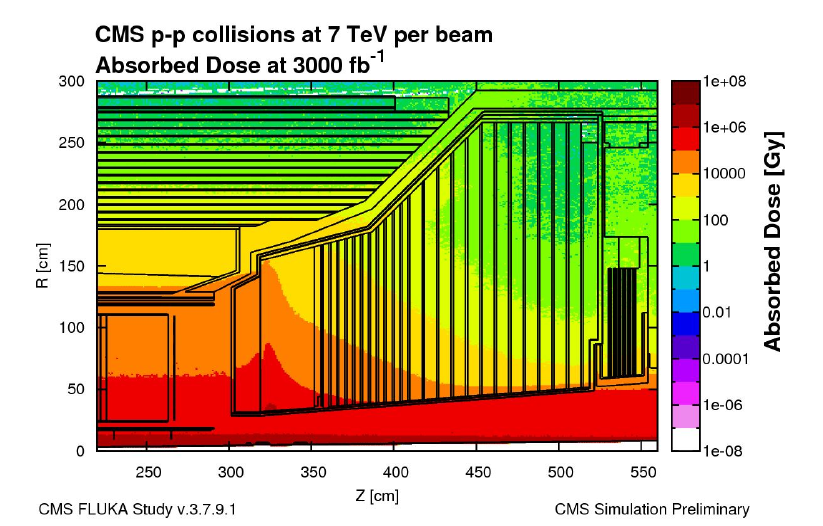 CMS p-p collisions at 7 TeV per beam
Absorbed Dose at 3000 fb-1
300
250
200
150
100
50
0
R [cm]
250
300
350
400
450
500
550
Z [cm]
1e+08
1e+06
10000
100
1
0.01
0.0001
1e-06
1e-08
Absorbed Dose [Gy]
CMS FLUKA Study v.3.7.9.1
CMS Simulation Preliminary